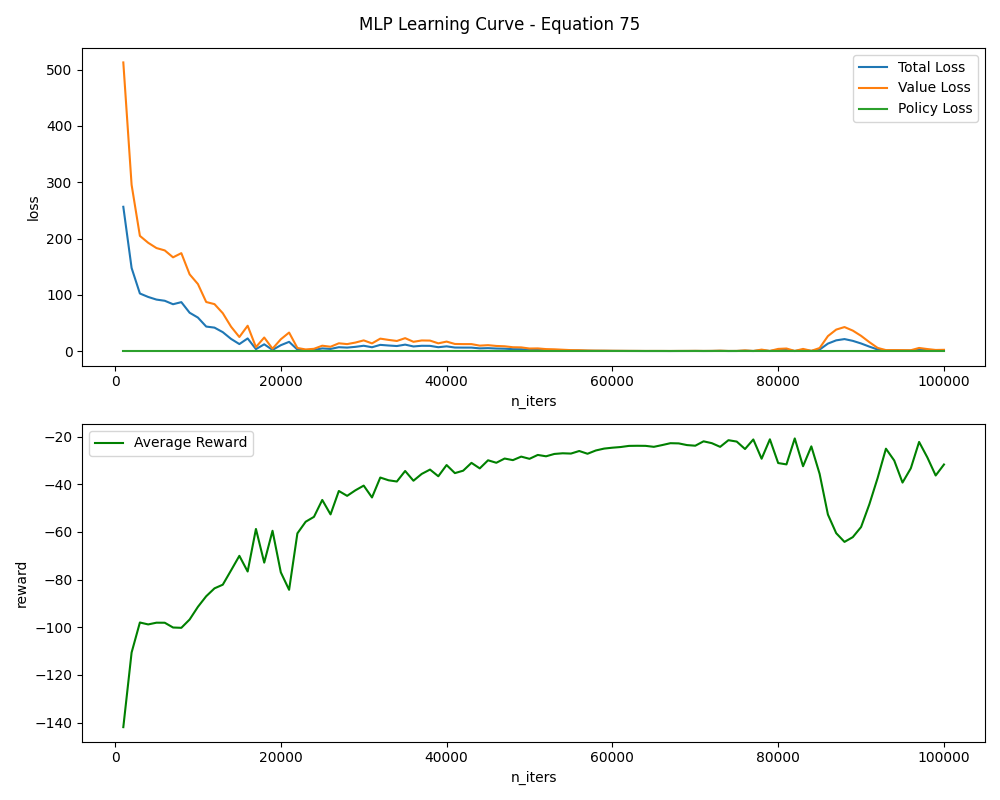 MLP Learning Curve - Equation 75
500
400
300
200
100
0
loss
Total Loss
Value Loss
Policy Loss
0 20000 40000 60000 80000 100000
n_iters
−20
−40
−60
−80
−100
−120
−140
reward
Average Reward
0 20000 40000 60000 80000 100000
n_iters